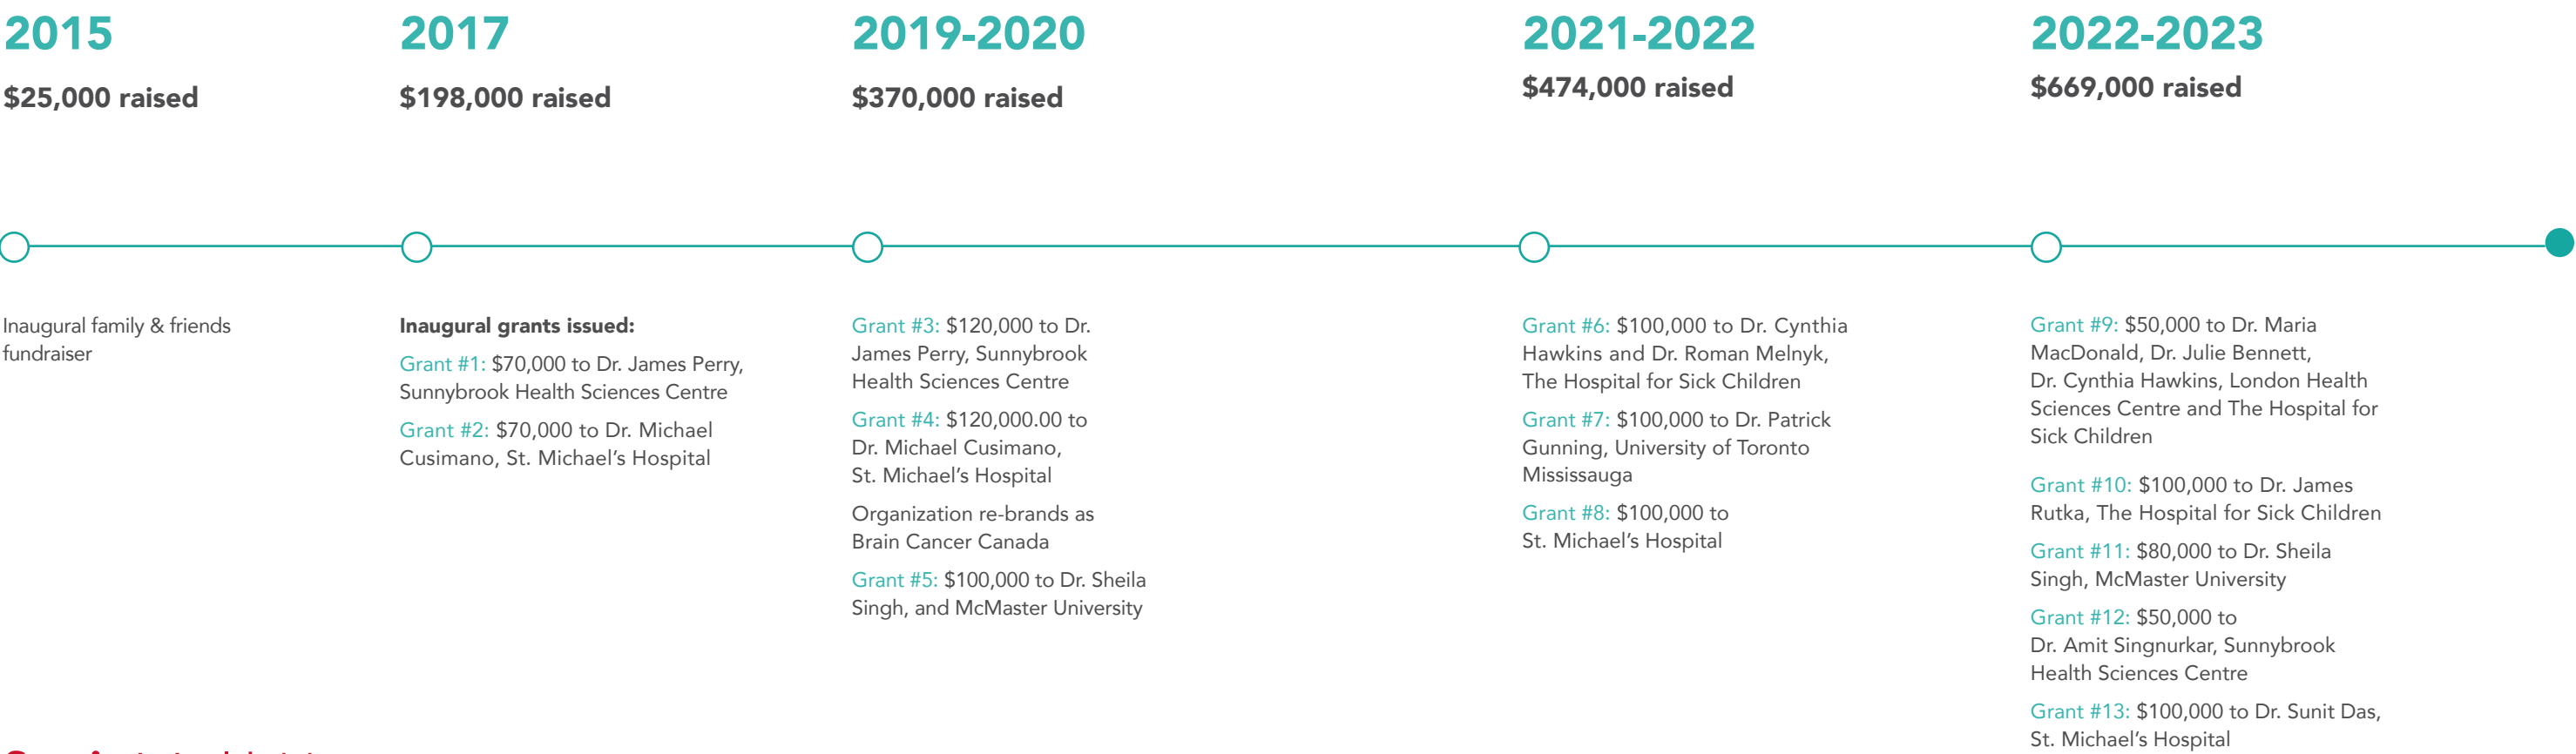 2015
$25,000 raised
Inaugural family & friends
fundraiser
2017
$198,000 raised
Inaugural grants issued:
Grant #1: $70,000 to Dr. James Perry,
Sunnybrook Health Sciences Centre
Grant #2: $70,000 to Dr. Michael
Cusimano, St. Michael’s Hospital
2019-2020
$370,000 raised
Grant #3: $120,000 to Dr.
James Perry, Sunnybrook
Health Sciences Centre
Grant #4: $120,000.00 to
Dr. Michael Cusimano,
St. Michael’s Hospital
Organization re-brands as
Brain Cancer Canada
Grant #5: $100,000 to Dr. Sheila
Singh, and McMaster University
2021-2022
$474,000 raised
Grant #6: $100,000 to Dr. Cynthia
Hawkins and Dr. Roman Melnyk,
The Hospital for Sick Children
Grant #7: $100,000 to Dr. Patrick
Gunning, University of Toronto
Mississauga
Grant #8: $100,000 to
St. Michael’s Hospital
2022-2023
$669,000 raised
Grant #9: $50,000 to Dr. Maria
MacDonald, Dr. Julie Bennett,
Dr. Cynthia Hawkins, London Health
Sciences Centre and The Hospital for
Sick Children
Grant #10: $100,000 to Dr. James
Rutka, The Hospital for Sick Children
Grant #11: $80,000 to Dr. Sheila
Singh, McMaster University
Grant #12: $50,000 to
Dr. Amit Singnurkar, Sunnybrook
Health Sciences Centre
Grant #13: $100,000 to Dr. Sunit Das,
St. Michael’s Hospital